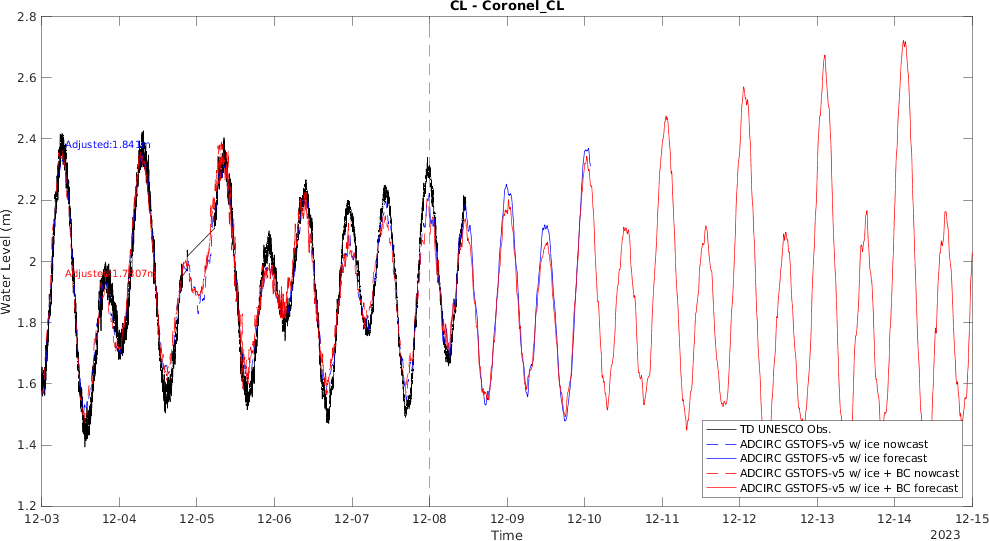 CL - Coronel_CL
2.8
2.6
2.4
2.2
2
1.8
1.6
1.4
1.2
Water Level (m)
Adjusted:1.841m
Adjusted:1.7307m
TD UNESCO Obs.
ADCIRC GSTOFS-v5 w/ ice nowcast
ADCIRC GSTOFS-v5 w/ ice forecast
ADCIRC GSTOFS-v5 w/ ice + BC nowcast
ADCIRC GSTOFS-v5 w/ ice + BC forecast
12-03 12-04 12-05 12-06 12-07 12-08 12-09 12-10 12-11 12-12 12-13 12-14 12-15
Time
2023